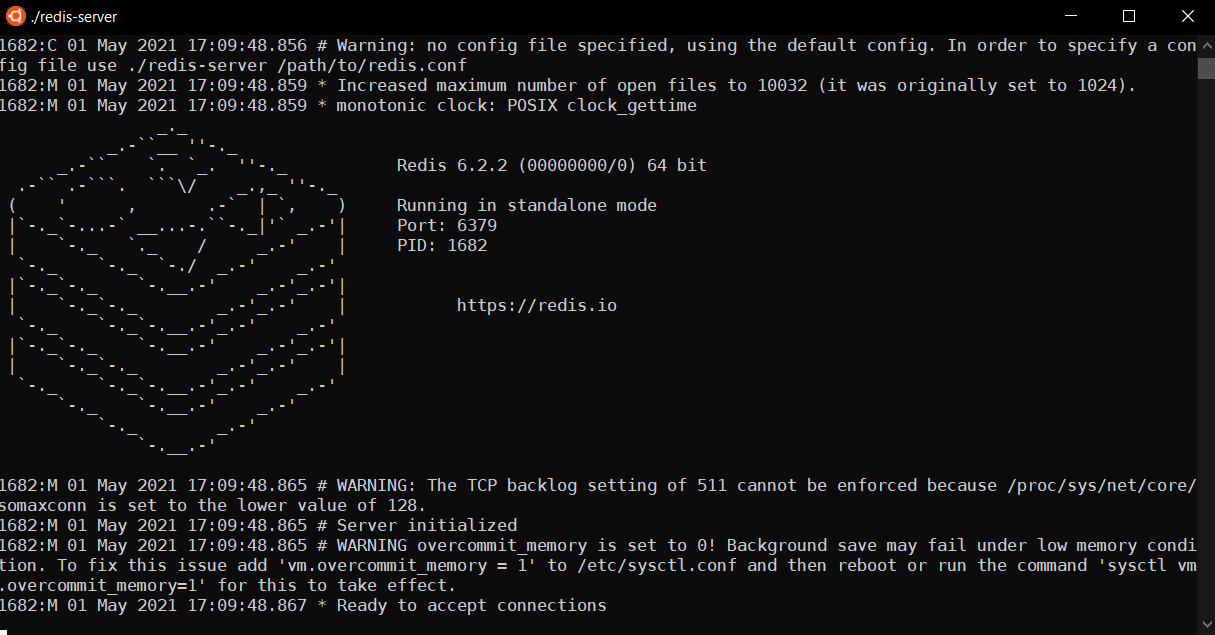 ./redis-server
1682:C 01 May 2021 17:09:48.856 # Warning: no config file specified, using the default config. In order to specify a con
fig file use ./redis-server /path/to/redis.conf
1682:M 01 May 2021 17:09:48.859 * Increased maximum number of open files to 10032 (it was originally set to 1024).
1682:M 01 May 2021 17:09:48.859 * monotonic clock: POSIX clock_gettime
Redis 6.2.2 (00000000/0) 64 bit
Running in standalone mode
Port: 6379
PID: 1682
https://redis.io
1682:M 01 May 2021 17:09:48.865 # WARNING: The TCP backlog setting of 511 cannot be enforced because /proc/sys/net/core/
somaxconn is set to the lower value of 128.
1682:M 01 May 2021 17:09:48.865 # Server initialized
1682:M 01 May 2021 17:09:48.865 # WARNING overcommit_memory is set to 0! Background save may fail under low memory condi
tion. To fix this issue add 'vm.overcommit_memory = 1' to /etc/sysctl.conf and then reboot or run the command 'sysctl vm
.overcommit_memory=1' for this to take effect.
1682:M 01 May 2021 17:09:48.867 * Ready to accept connections